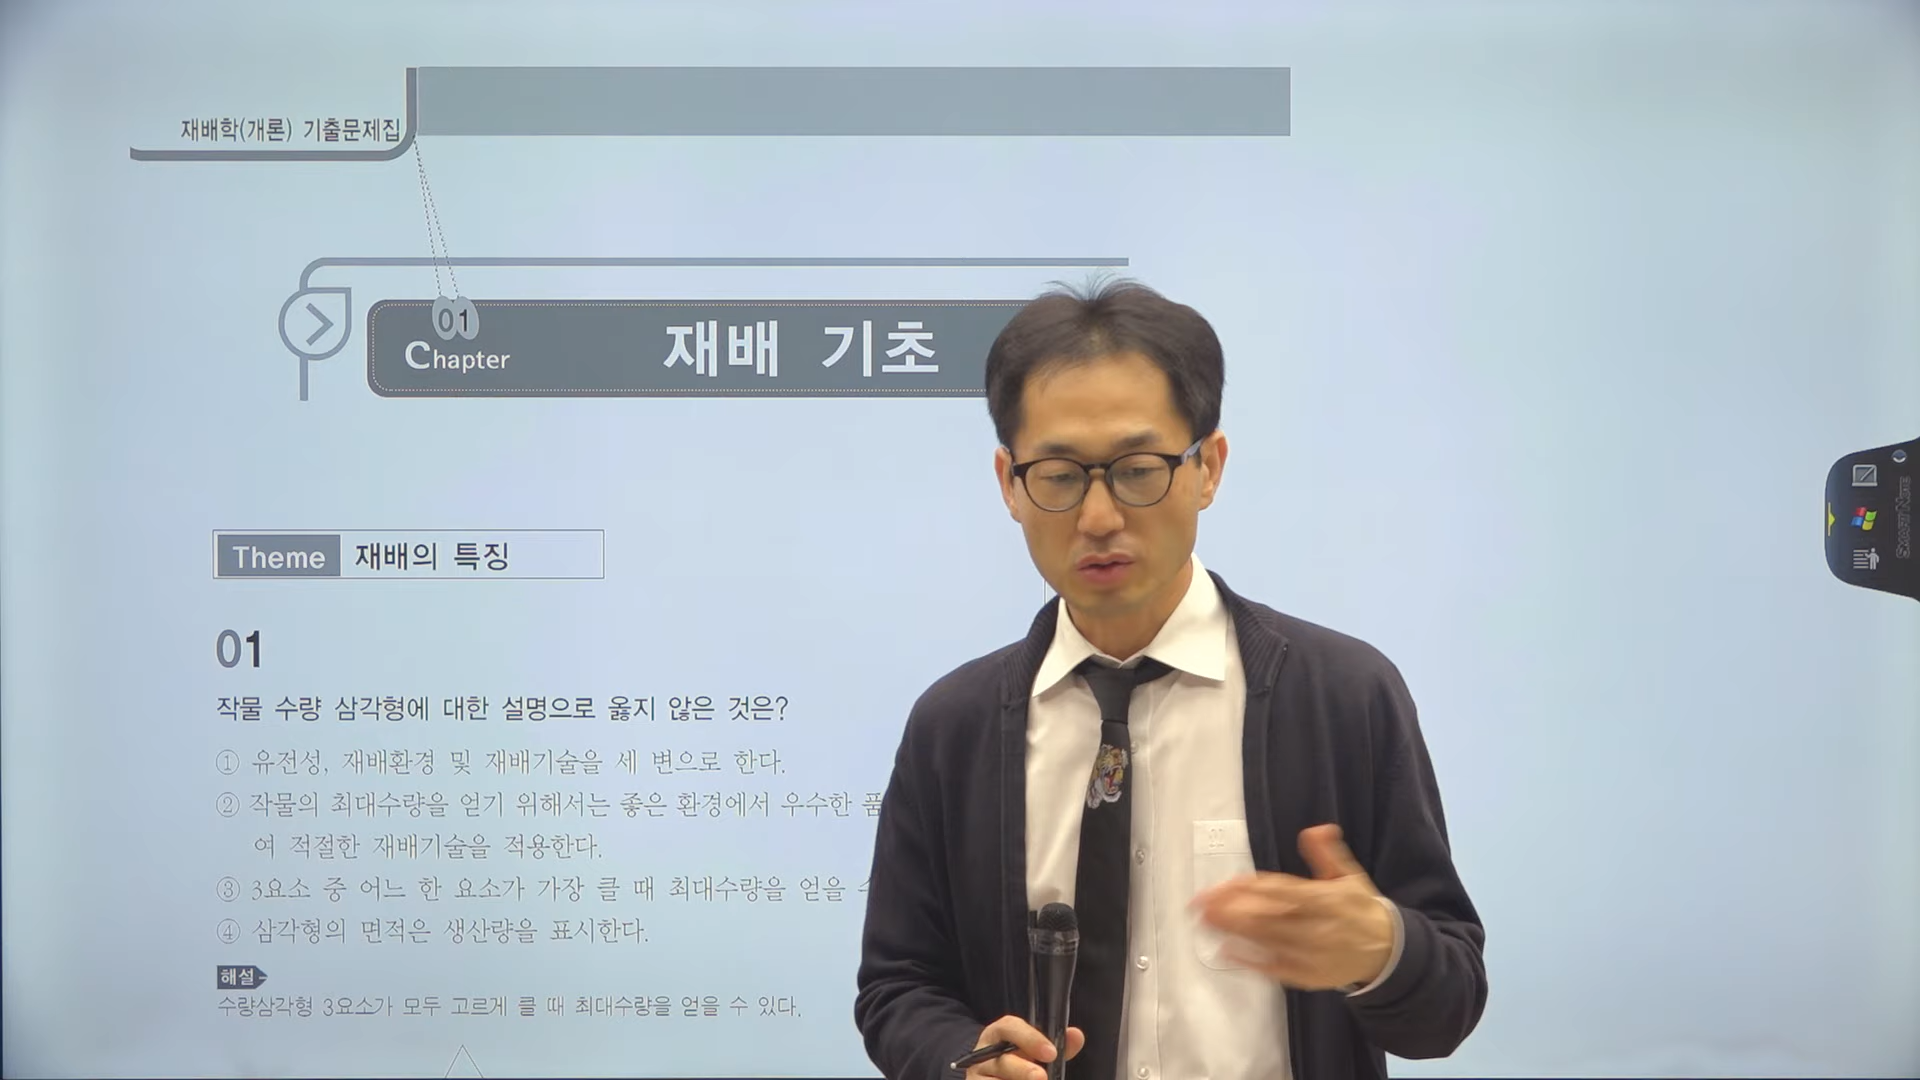 재배학(개론) 기출문제집
01
Chapter
재배 기초
Theme 재배의 특징
01
작물 수량 삼각형에 대한 설명으로 옳지 않은 것은?
① 유전성, 재배환경 및 재배기술을 세 변으로 한다.
② 작물의 최대수량을 얻기 위해서는 좋은 환경에서 우수한
여 적절한 재배기술을 적용한다.
③ 3요소 중 어느 한 요소가 가장 클 때 최대수량을 얻을
④ 삼각형의 면적은 생산량을 표시한다.
해설
수량삼각형 3요소가 모두 고르게 클 때 최대수량을 얻을 수 있다.